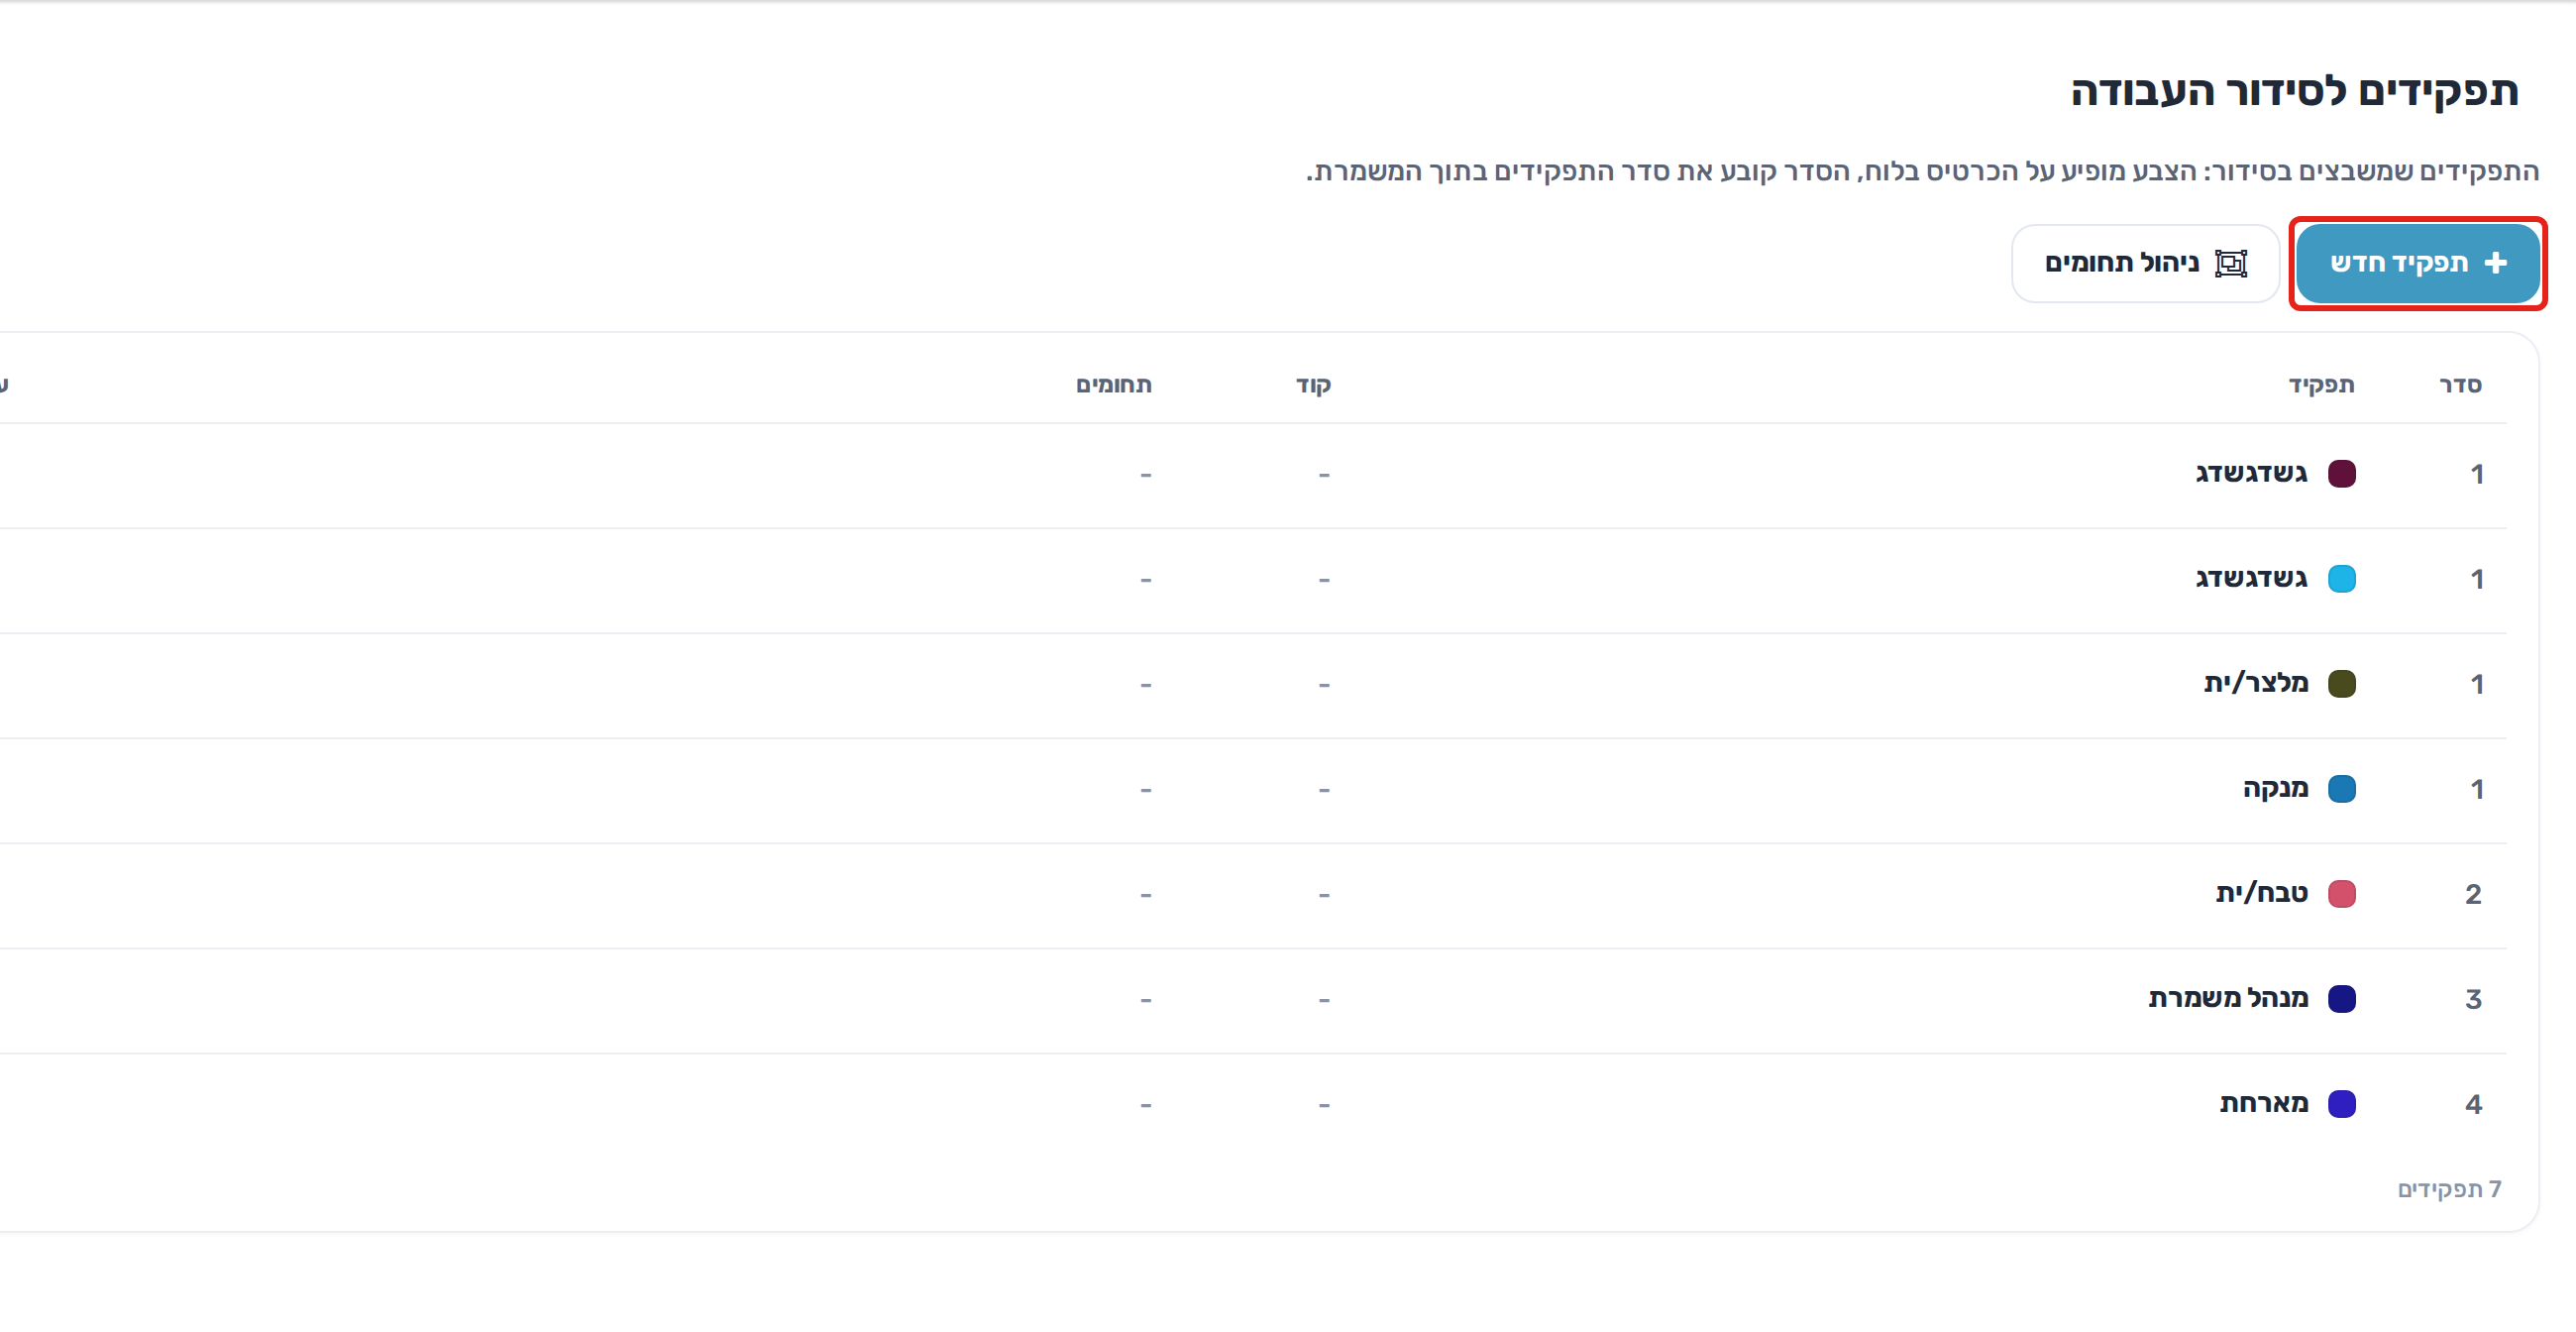 תפקידים לסידור העבודה
התפקידים שמשבצים בסידור: הצבע מופיע על הכרטיס בלוח, הסדר קובע את סדר התפקידים בתוך המשמרת.
+ תפקיד חדש
ניהול תחומים
סדר תפקיד קוד תחומים
1 גשדגשדג - -
1 גשדגשדג - -
1 מלצר/ית - -
1 מנקה - -
2 טבח/ית - -
3 מנהל משמרת - -
4 מארחת - -
7 תפקידים